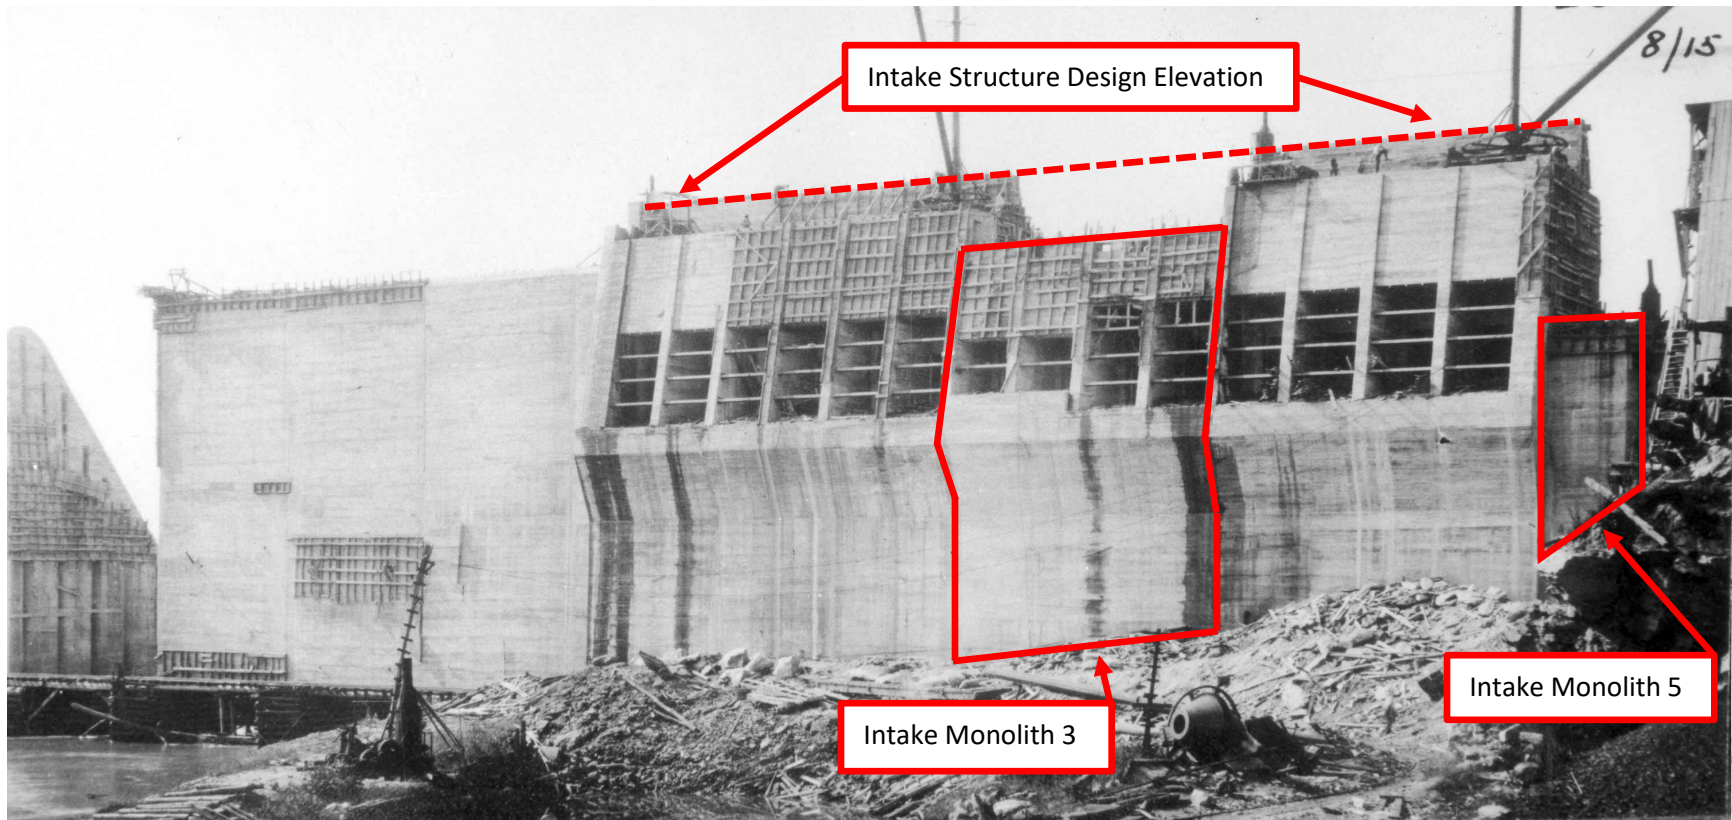 8/15
Intake Structure Design Elevation
Intake Monolith 5
Intake Monolith 3